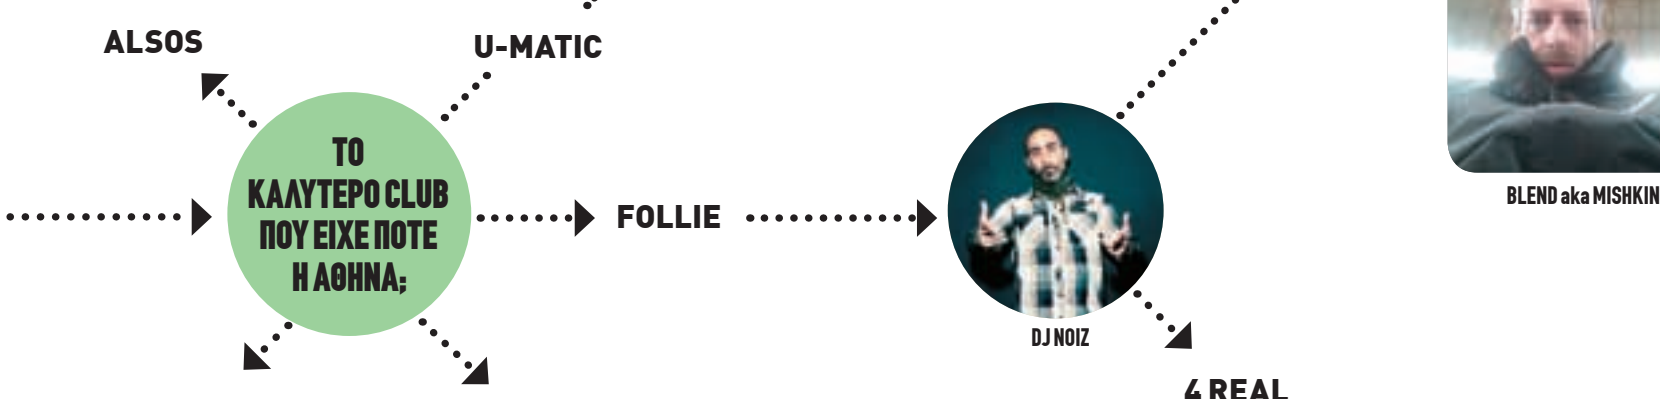 ALSOS
U-MATIC
ΤΟ
ΚΑΛΥΤΕΡΟ CLUB
ΠΟΥ ΕΙΧΕ ΠΟΤΕ
Η ΑΘΗΝΑ;
FOLLIE
DJ NOIZ
BLEND aka MISHKIN
4 REAL